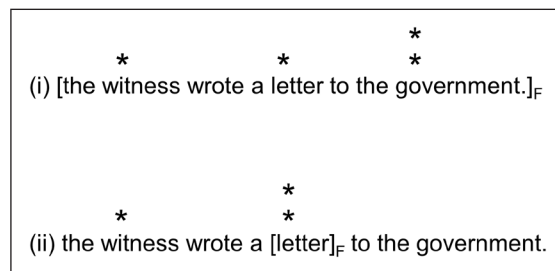 *
* * *
(i) [the witness wrote a letter to the government.]F
*
* *
(ii) the witness wrote a [letter]F to the government.